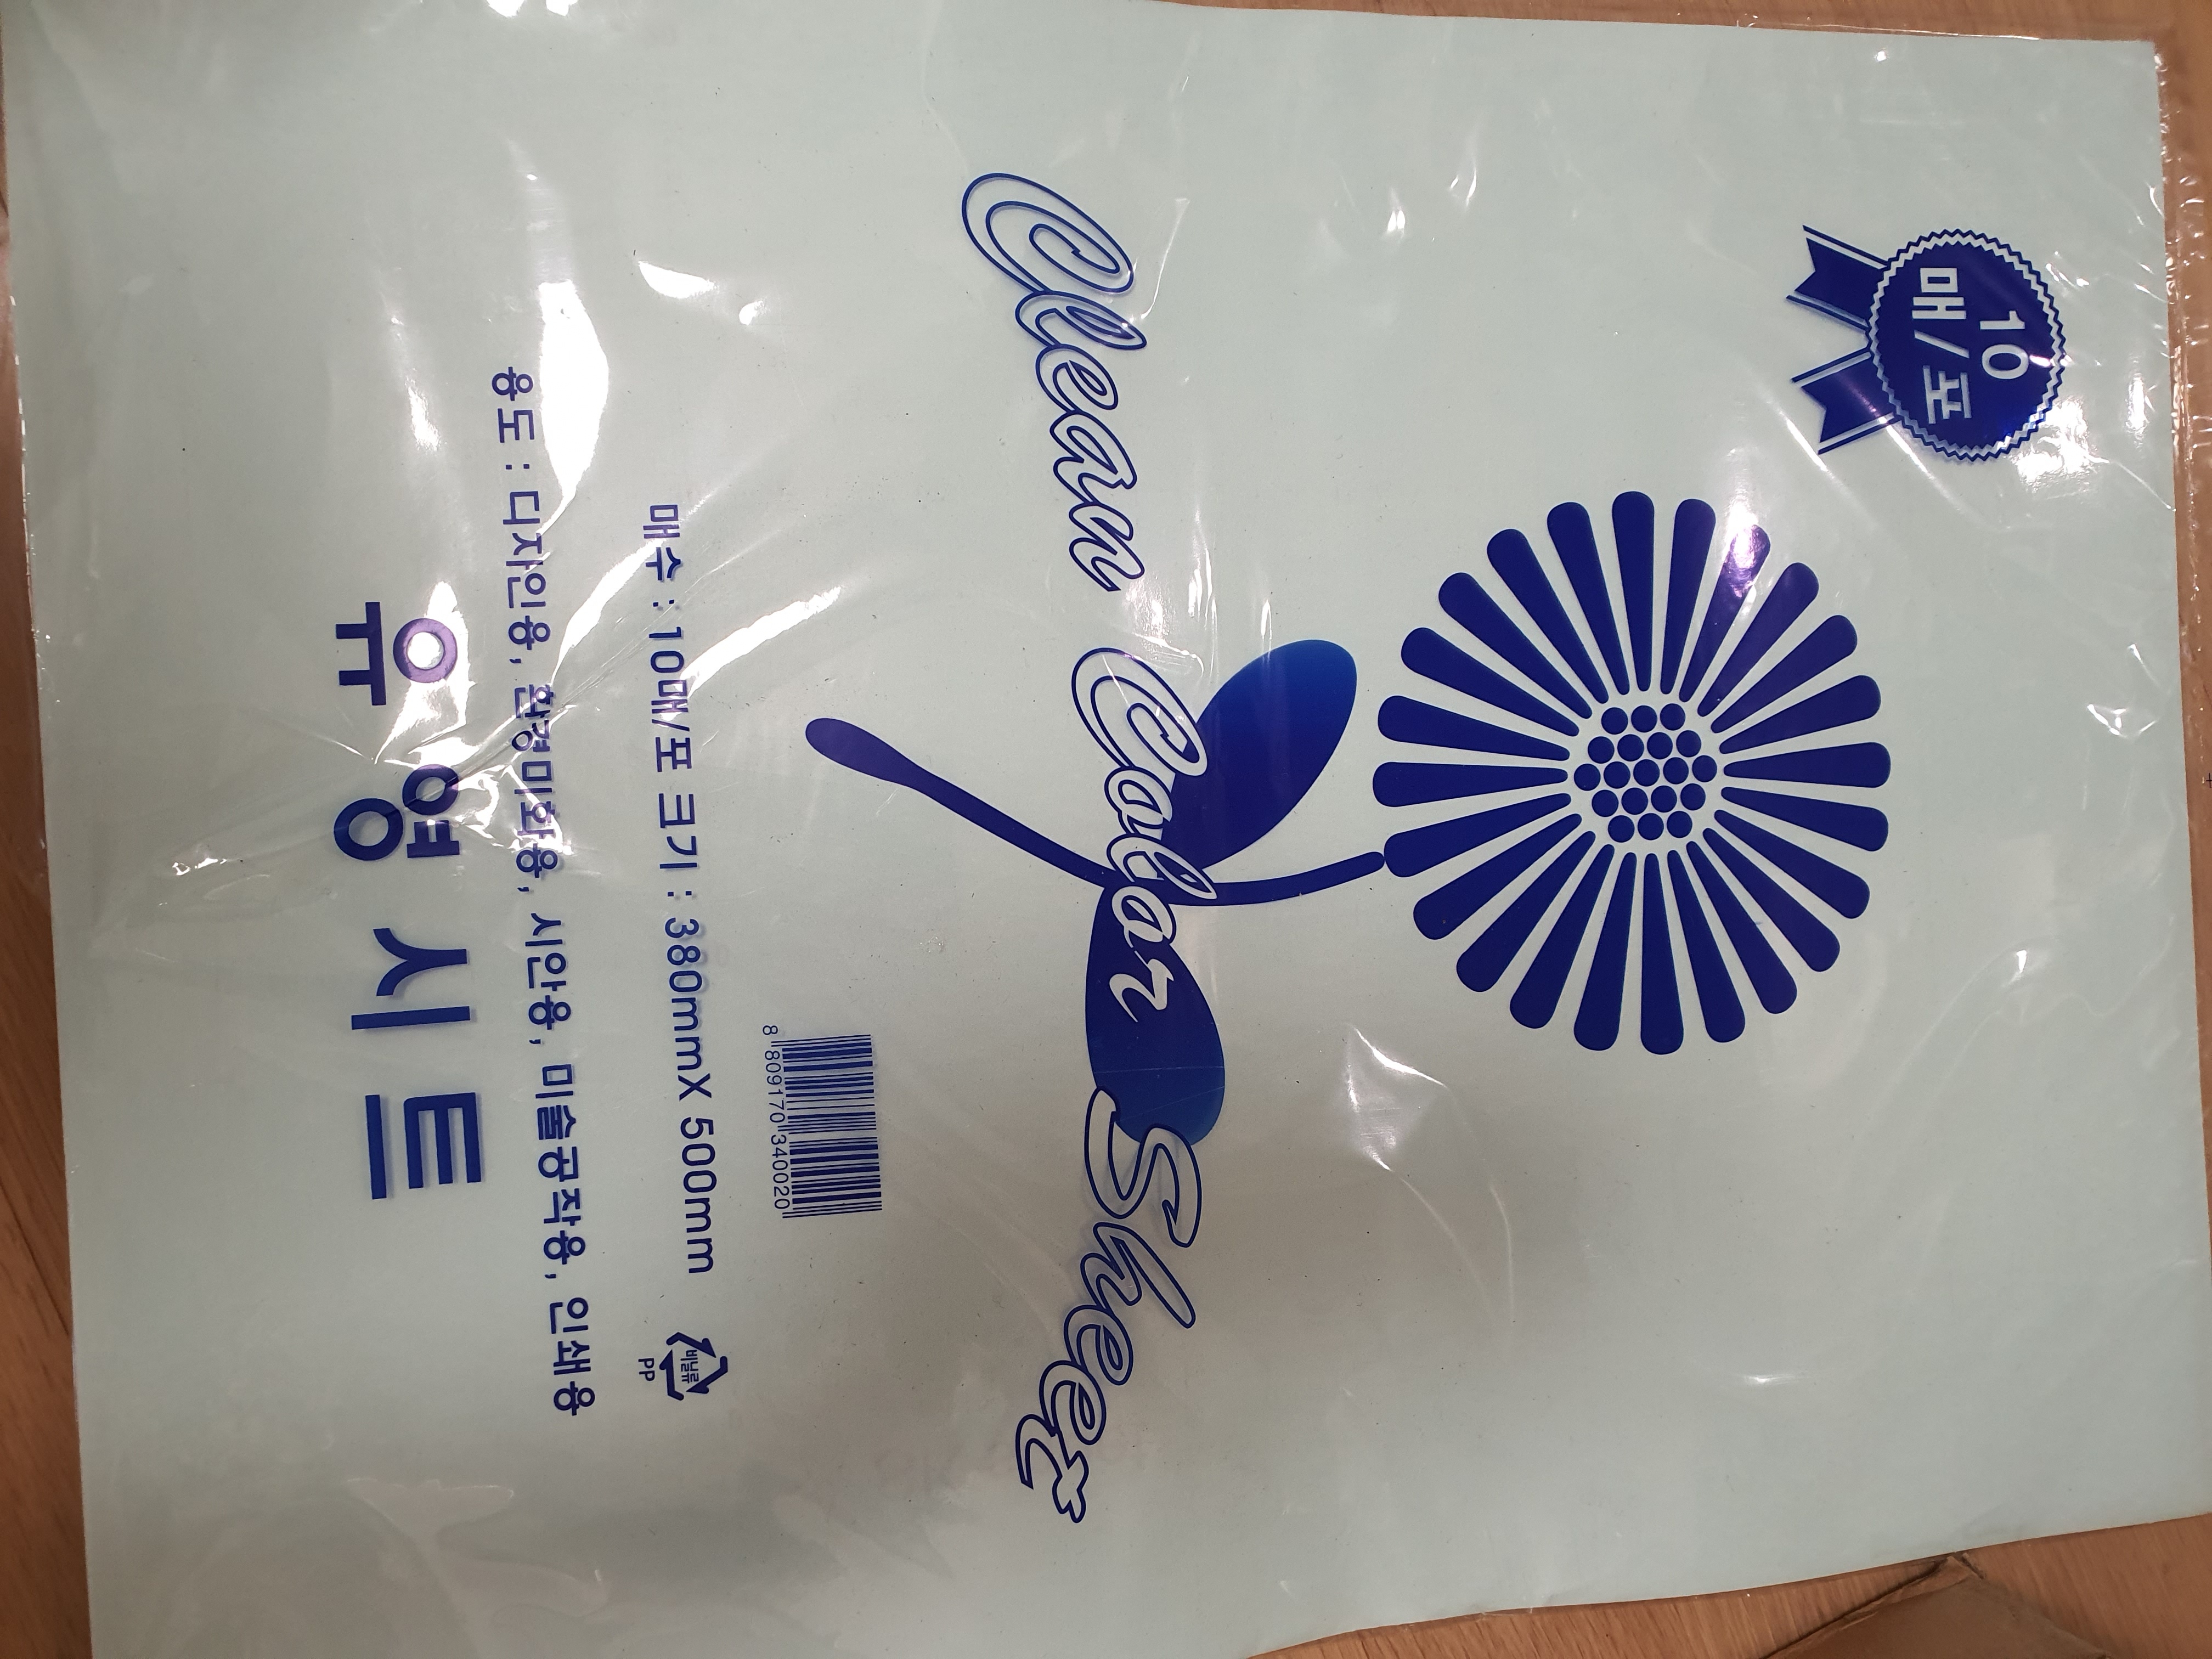 10
매/포
Clean Color Sheet
8 809170 340020
매수 : 10매/포 크기 : 380mmX 500mm
비닐류
PP
용도 : 디자인용, 환경미화용, 시안용, 미술공작용, 인쇄용
유영시트